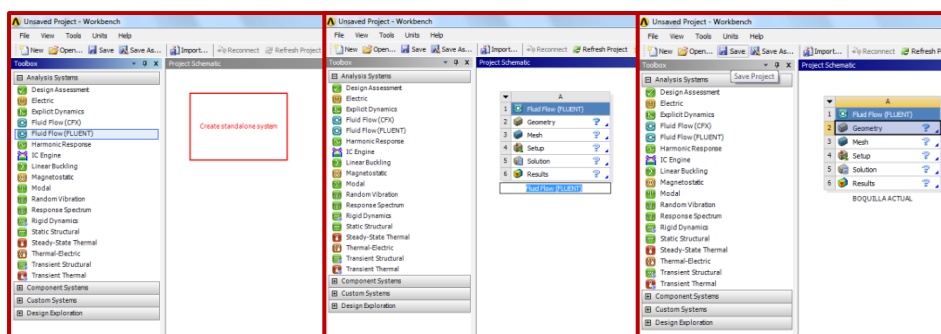 Unsaved Project - Workbench
File View Tools Units Help
New Open... Save Save As... Import... Reconnect Refresh Project
Toolbox
Project Schematic
Analysis Systems
Design Assessment
Electric
Explicit Dynamics
Fluid Flow (CFX)
Fluid Flow (FLUENT)
Harmonic Response
IC Engine
Linear Buckling
Magnetostatic
Modal
Random Vibration
Response Spectrum
Rigid Dynamics
Static Structural
Steady-State Thermal
Thermal-Electric
Transient Structural
Transient Thermal
Component Systems
Custom Systems
Design Exploration
Create standalone system
Unsaved Project - Workbench
File View Tools Units Help
New Open... Save Save As... Import... Reconnect Refresh Project
Toolbox
Project Schematic
Analysis Systems
Design Assessment
Electric
Explicit Dynamics
Fluid Flow (CFX)
Fluid Flow (FLUENT)
Harmonic Response
IC Engine
Linear Buckling
Magnetostatic
Modal
Random Vibration
Response Spectrum
Rigid Dynamics
Static Structural
Steady-State Thermal
Thermal-Electric
Transient Structural
Transient Thermal
Component Systems
Custom Systems
Design Exploration
A
1 Fluid Flow (FLUENT)
2 Geometry ?
3 Mesh ?
4 Setup ?
5 Solution ?
6 Results ?
Fluid Flow (FLUENT)
Unsaved Project - Workbench
File View Tools Units Help
New Open... Save Save As... Import... Reconnect Refresh P
Toolbox
Save Project
Project Schematic
Analysis Systems
Design Assessment
Electric
Explicit Dynamics
Fluid Flow (CFX)
Fluid Flow (FLUENT)
Harmonic Response
IC Engine
Linear Buckling
Magnetostatic
Modal
Random Vibration
Response Spectrum
Rigid Dynamics
Static Structural
Steady-State Thermal
Thermal-Electric
Transient Structural
Transient Thermal
Component Systems
Custom Systems
Design Exploration
A
1 Fluid Flow (FLUENT)
2 Geometry ?
3 Mesh ?
4 Setup ?
5 Solution ?
6 Results ?
BOQUILLA ACTUAL